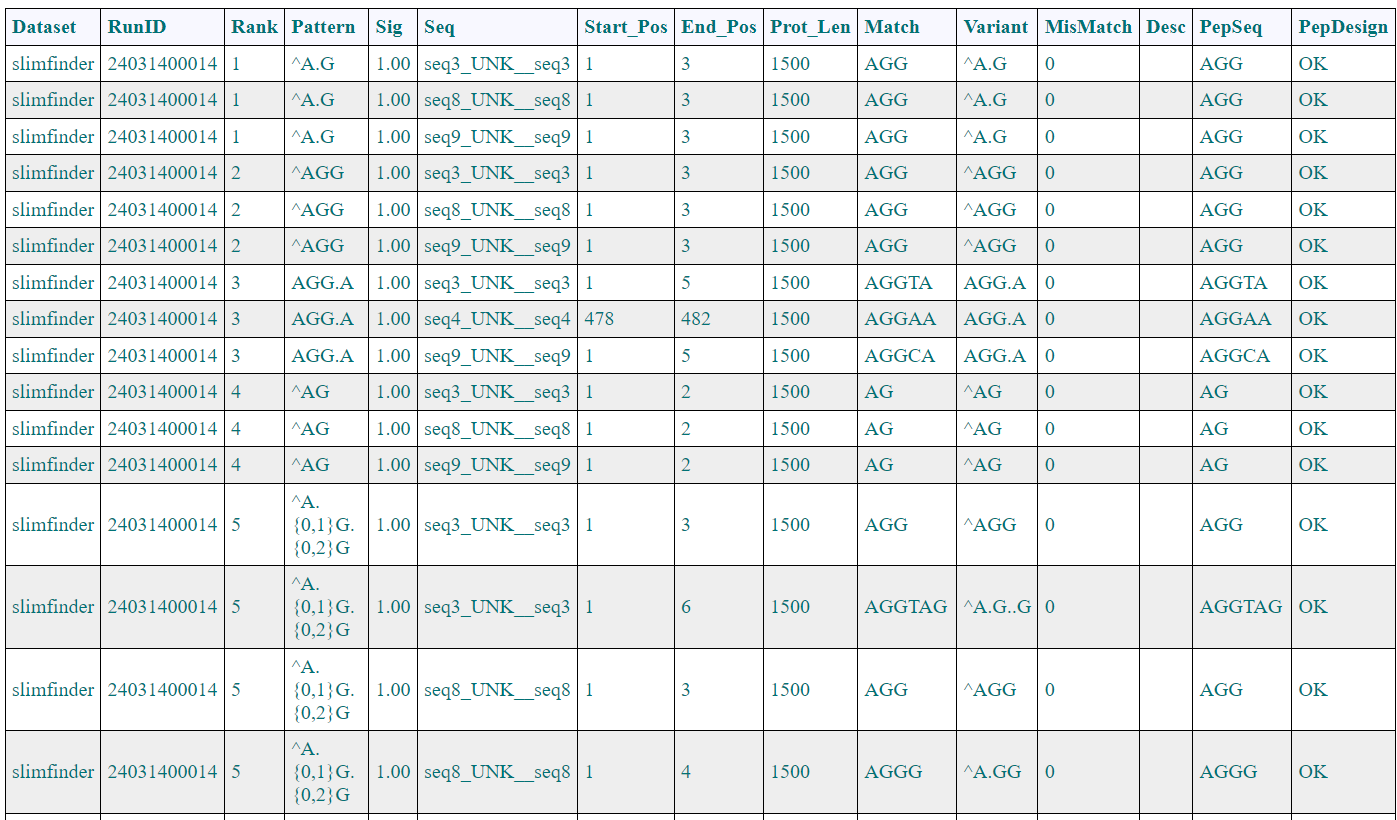 Dataset RunID Rank Pattern Sig Seq Start_Pos End_Pos Prot_Len Match Variant MisMatch Desc PepSeq PepDesign
slimfinder 24031400014 1 ^A.G 1.00 seq3_UNK__seq3 1 3 1500 AGG ^A.G 0 AGG OK
slimfinder 24031400014 1 ^A.G 1.00 seq8_UNK__seq8 1 3 1500 AGG ^A.G 0 AGG OK
slimfinder 24031400014 1 ^A.G 1.00 seq9_UNK__seq9 1 3 1500 AGG ^A.G 0 AGG OK
slimfinder 24031400014 2 ^AGG 1.00 seq3_UNK__seq3 1 3 1500 AGG ^AGG 0 AGG OK
slimfinder 24031400014 2 ^AGG 1.00 seq8_UNK__seq8 1 3 1500 AGG ^AGG 0 AGG OK
slimfinder 24031400014 2 ^AGG 1.00 seq9_UNK__seq9 1 3 1500 AGG ^AGG 0 AGG OK
slimfinder 24031400014 3 AGG.A 1.00 seq3_UNK__seq3 1 5 1500 AGGTA AGG.A 0 AGGTA OK
slimfinder 24031400014 3 AGG.A 1.00 seq4_UNK__seq4 478 482 1500 AGGAA AGG.A 0 AGGAA OK
slimfinder 24031400014 3 AGG.A 1.00 seq9_UNK__seq9 1 5 1500 AGGCA AGG.A 0 AGGCA OK
slimfinder 24031400014 4 ^AG 1.00 seq3_UNK__seq3 1 2 1500 AG ^AG 0 AG OK
slimfinder 24031400014 4 ^AG 1.00 seq8_UNK__seq8 1 2 1500 AG ^AG 0 AG OK
slimfinder 24031400014 4 ^AG 1.00 seq9_UNK__seq9 1 2 1500 AG ^AG 0 AG OK
^A.
slimfinder 24031400014 5 {0,1}G. 1.00 seq3_UNK__seq3 1 3 1500 AGG ^AGG 0 AGG OK
{0,2}G
^A.
slimfinder 24031400014 5 {0,1}G. 1.00 seq3_UNK__seq3 1 6 1500 AGGTAG ^A.G..G 0 AGGTAG OK
{0,2}G
^A.
slimfinder 24031400014 5 {0,1}G. 1.00 seq8_UNK__seq8 1 3 1500 AGG ^AGG 0 AGG OK
{0,2}G
^A.
slimfinder 24031400014 5 {0,1}G. 1.00 seq8_UNK__seq8 1 4 1500 AGGG ^A.GG 0 AGGG OK
{0,2}G